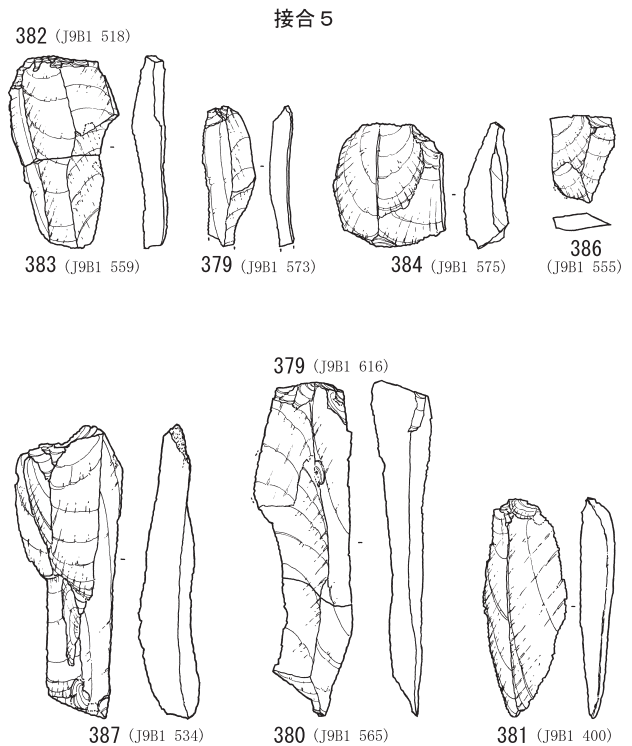 接合５
382 (J9B1 518)
383 (J9B1 559)
379 (J9B1 573)
384 (J9B1 575)
386
(J9B1 555)
379 (J9B1 616)
387 (J9B1 534)
380 (J9B1 565)
381 (J9B1 400)